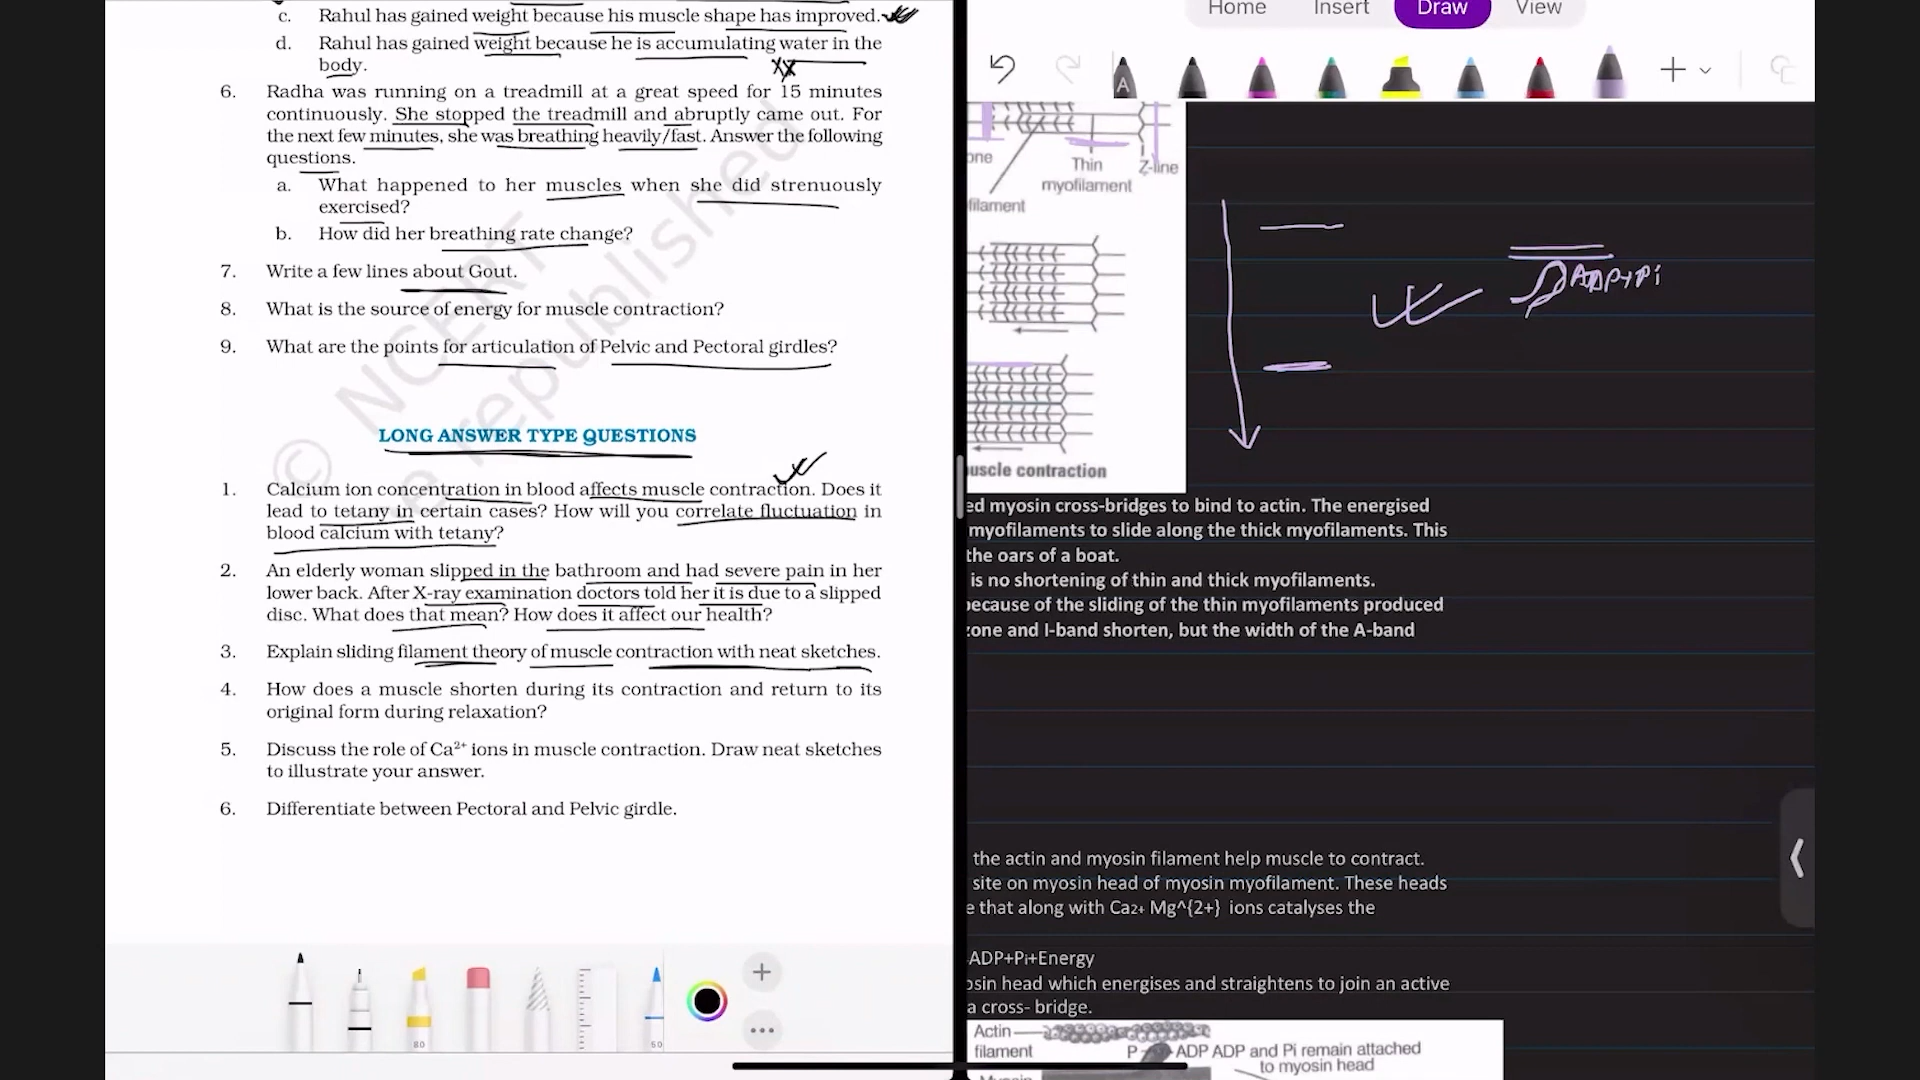 c. Rahul has gained weight because his muscle shape has improved.
d. Rahul has gained weight because he is accumulating water in the
body.
6. Radha was running on a treadmill at a great speed for 15 minutes
continuously. She stopped the treadmill and abruptly came out. For
the next few minutes, she was breathing heavily/fast. Answer the following
questions.
a. What happened to her muscles when she did strenuously
exercised?
b. How did her breathing rate change?
7. Write a few lines about Gout.
8. What is the source of energy for muscle contraction?
9. What are the points for articulation of Pelvic and Pectoral girdles?
© NCERT
republished
LONG ANSWER TYPE QUESTIONS
1. Calcium ion concentration in blood affects muscle contraction. Does it
lead to tetany in certain cases? How will you correlate fluctuation in
blood calcium with tetany?
2. An elderly woman slipped in the bathroom and had severe pain in her
lower back. After X-ray examination doctors told her it is due to a slipped
disc. What does that mean? How does it affect our health?
3. Explain sliding filament theory of muscle contraction with neat sketches.
4. How does a muscle shorten during its contraction and return to its
original form during relaxation?
5. Discuss the role of Ca²⁺ ions in muscle contraction. Draw neat sketches
to illustrate your answer.
6. Differentiate between Pectoral and Pelvic girdle.
80
50
Home Insert Draw View
A
one
Thin
myofilament
Z-line
filament
uscle contraction
ed myosin cross-bridges to bind to actin. The energised
myofilaments to slide along the thick myofilaments. This
the oars of a boat.
is no shortening of thin and thick myofilaments.
because of the sliding of the thin myofilaments produced
zone and I-band shorten, but the width of the A-band
the actin and myosin filament help muscle to contract.
site on myosin head of myosin myofilament. These heads
e that along with Ca2+ Mg^{2+} ions catalyses the
ADP+Pi+Energy
osin head which energises and straightens to join an active
a cross- bridge.
Actin
filament
P ADP ADP and Pi remain attached
to myosin head